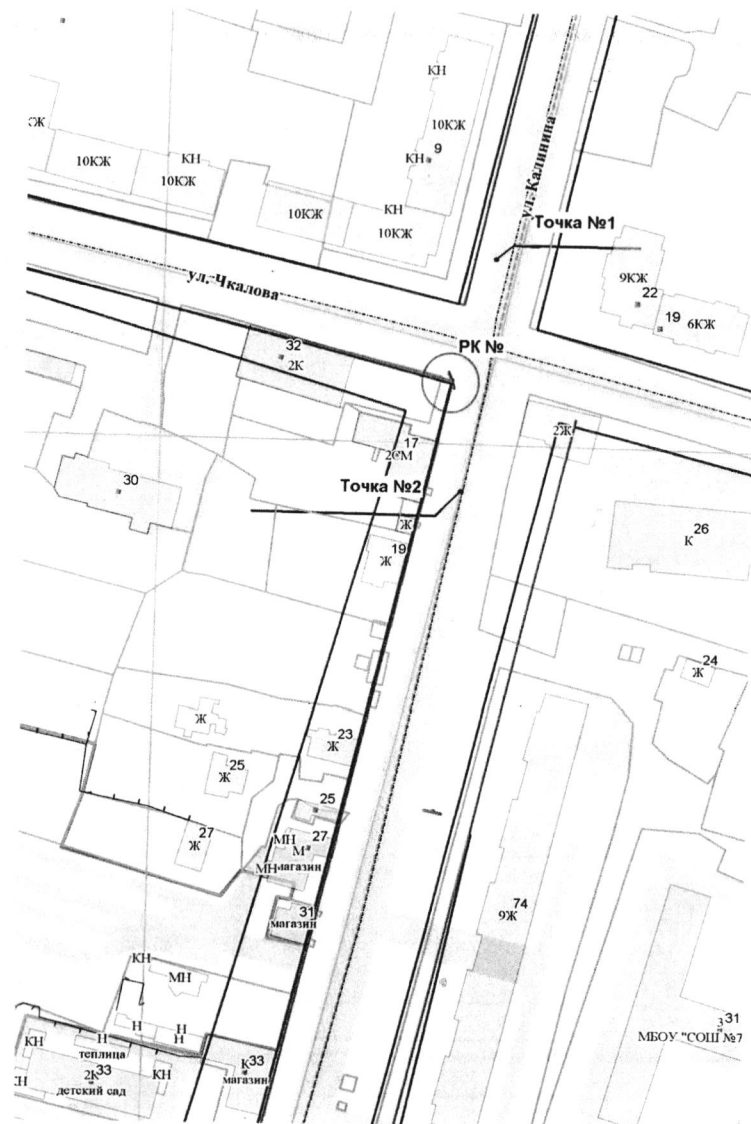 КН
10КЖ
9
КН
КЖ
10КЖ
КН
10КЖ
10КЖ
КН
10КЖ
ул. Калинина
Точка №1
ул. Чкалова
9КЖ
22
19
6КЖ
РК №
32
2К
17
2СМ
2Ж
Точка №2
30
Ж
19
Ж
26
К
24
Ж
Ж
23
Ж
25
Ж
25
27
Ж
МН
27
М
МН
магазин
31
магазин
74
9Ж
КН
МН
Н
Н
Н
Н
КН
теплица
2К
33
КН
КН
детский сад
К
33
магазин
31
3
МБОУ "СОШ №7